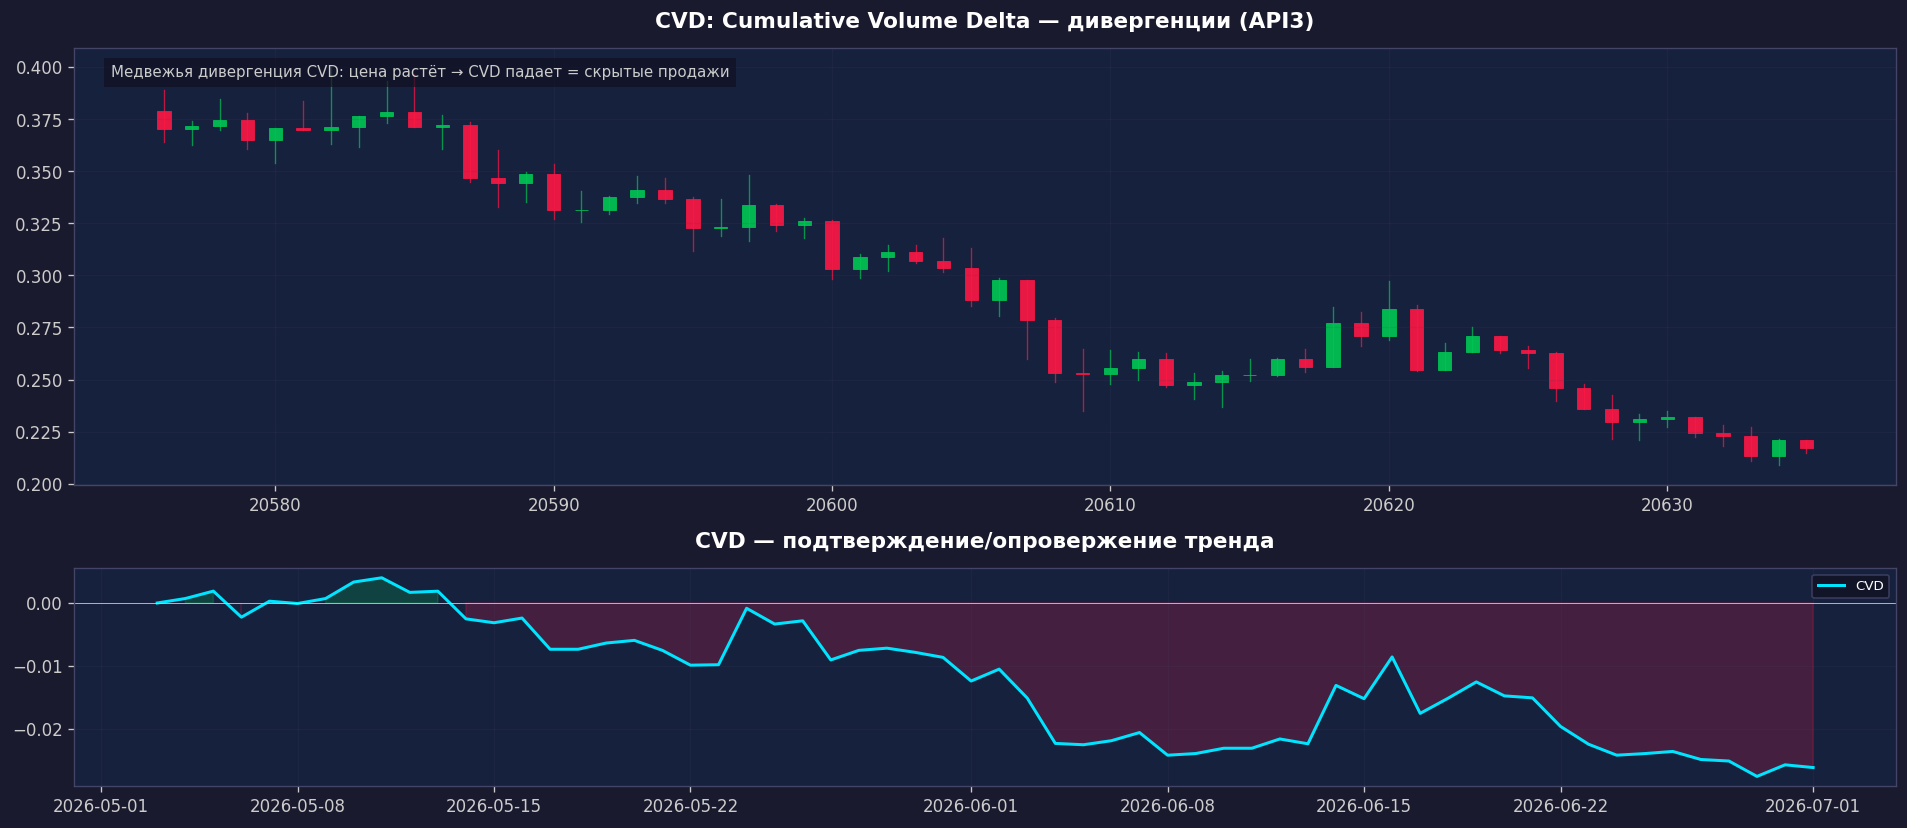 CVD: Cumulative Volume Delta — дивергенции (API3)
Медвежья дивергенция CVD: цена растёт → CVD падает = скрытые продажи
0.400
0.375
0.350
0.325
0.300
0.275
0.250
0.225
0.200
20580 20590 20600 20610 20620 20630
CVD — подтверждение/опровержение тренда
CVD
0.00
−0.01
−0.02
2026-05-01 2026-05-08 2026-05-15 2026-05-22 2026-06-01 2026-06-08 2026-06-15 2026-06-22 2026-07-01